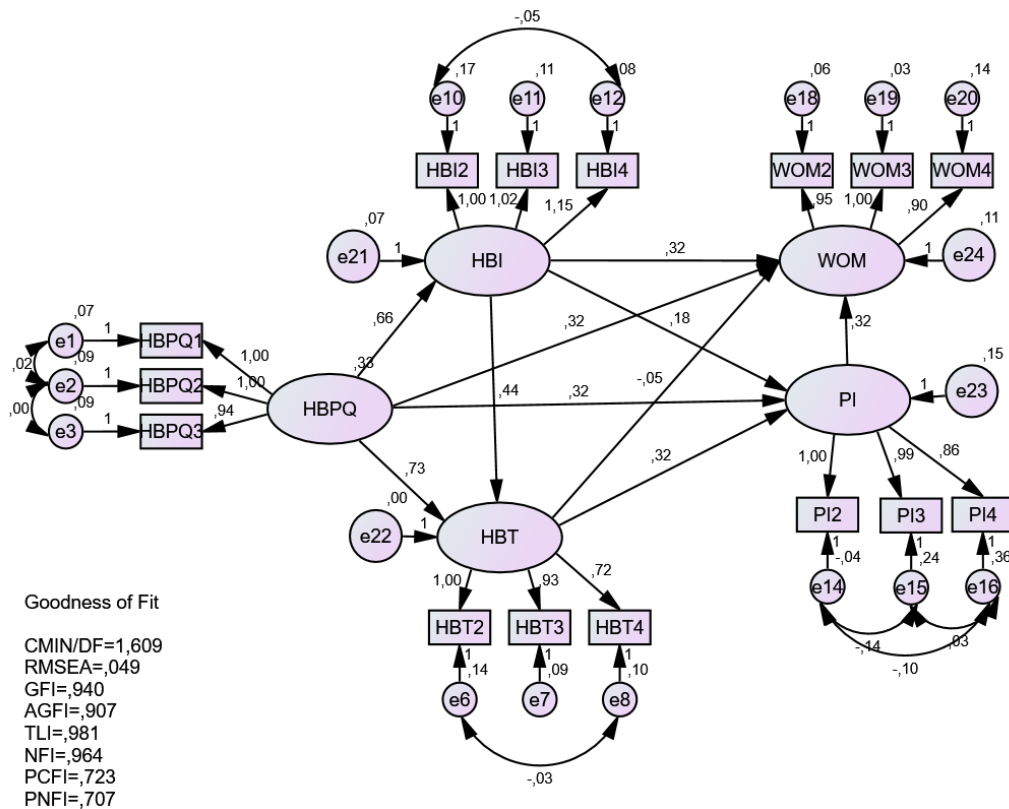 -,05
,17 ,11 ,08
e10 e11 e12
1 1 1
HBI2 HBI3 HBI4
1,00 1,02 1,15
,06 ,03 ,14
e18 e19 e20
1 1 1
WOM2 WOM3 WOM4
,95 1,00 ,90
,07
e21 1 HBI
,32
WOM 1 e24
,11
,66
,32
,18
,32
,07
e1 1 HBPQ1
,02
,09
e2 1 HBPQ2
,00
,09
e3 1 HBPQ3
1,00
1,00
,94
,33
HBPQ
,44
,32
-,05
PI 1 e23
,15
,73
,32
,00
e22 1 HBT
1,00 ,99 ,86
PI2 PI3 PI4
1 1 1
-,04 ,24 ,36
e14 e15 e16
-,14 ,03
-,10
1,00 ,93 ,72
HBT2 HBT3 HBT4
1 1 1
,14 ,09 ,10
e6 e7 e8
-,03
Goodness of Fit
CMIN/DF=1,609
RMSEA=,049
GFI=,940
AGFI=,907
TLI=,981
NFI=,964
PCFI=,723
PNFI=,707